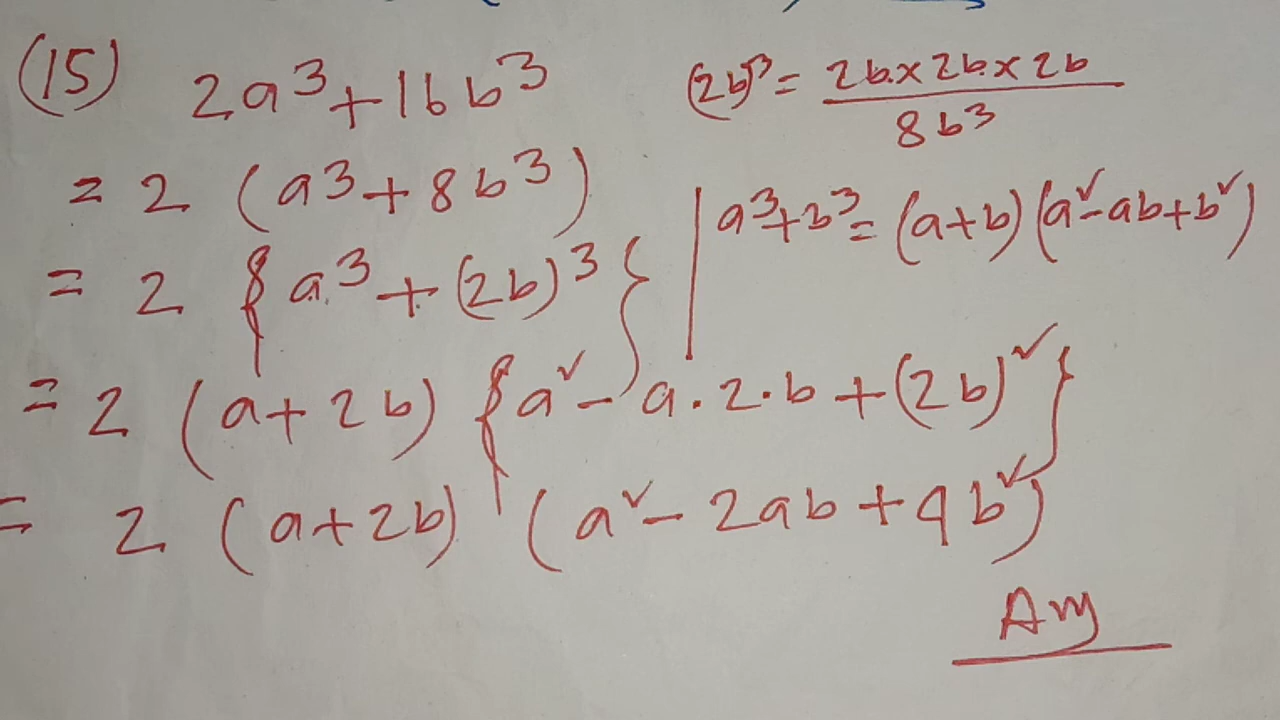 (15) 2a³+16b³ (2b)³ = 2b×2b×2b
8b³
= 2 (a³+8b³)
a³+b³ = (a+b)(a²-ab+b²)
= 2 {a³+(2b)³}
= 2 (a+2b) {a²-a.2.b+(2b)²}
= 2 (a+2b) (a²-2ab+4b²)
Ans